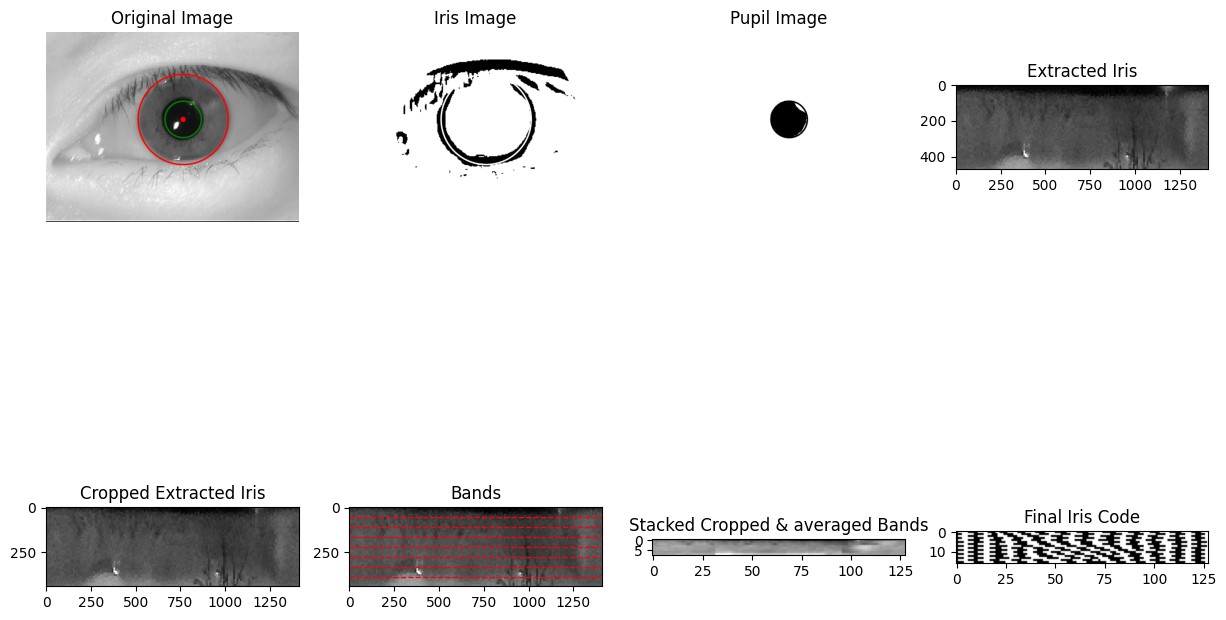 Original Image
Iris Image
Pupil Image
Extracted Iris
0
200
400
0 250 500 750 1000 1250
Cropped Extracted Iris
0
250
0 250 500 750 1000 1250
Bands
0
250
0 250 500 750 1000 1250
Stacked Cropped & averaged Bands
0
5
0 25 50 75 100 125
Final Iris Code
0
10
0 25 50 75 100 125